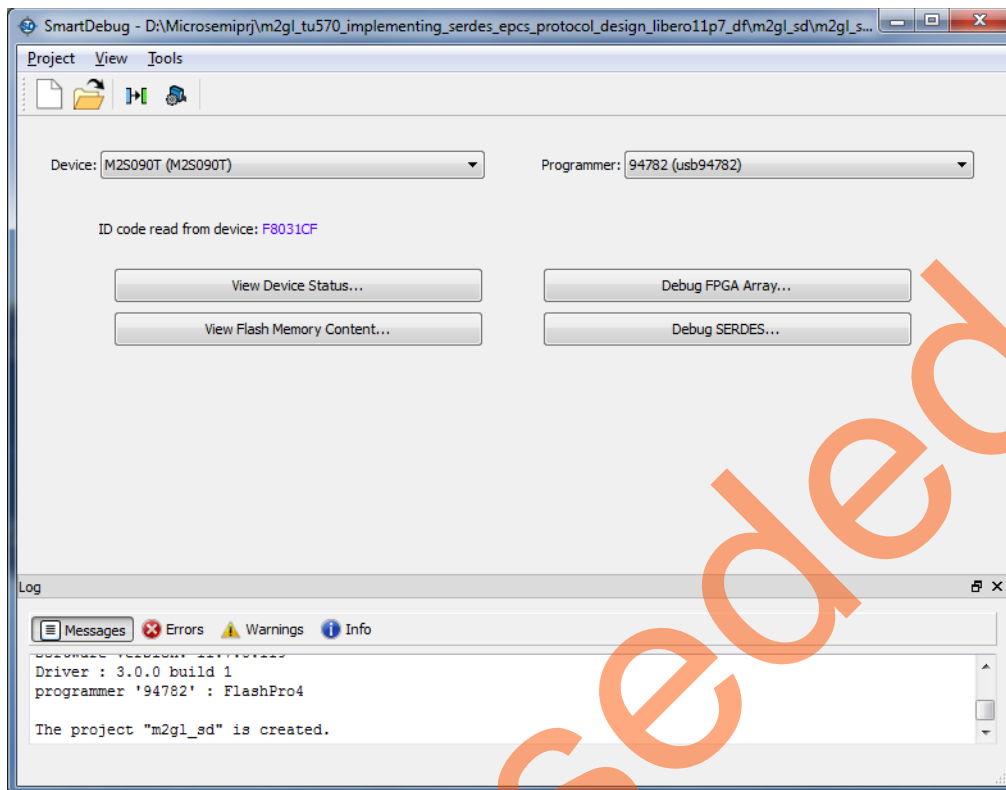 SmartDebug - D:\Microsemiprj\m2gl_tu570_implementing_serdes_epcs_protocol_design_libero11p7_df\m2gl_sd\m2gl_s...
Project View Tools
Device: M2S090T (M2S090T) Programmer: 94782 (usb94782)
ID code read from device: F8031CF
View Device Status... Debug FPGA Array...
View Flash Memory Content... Debug SERDES...
Log
Messages Errors Warnings Info
Driver : 3.0.0 build 1
programmer '94782' : FlashPro4
The project "m2gl_sd" is created.
seded